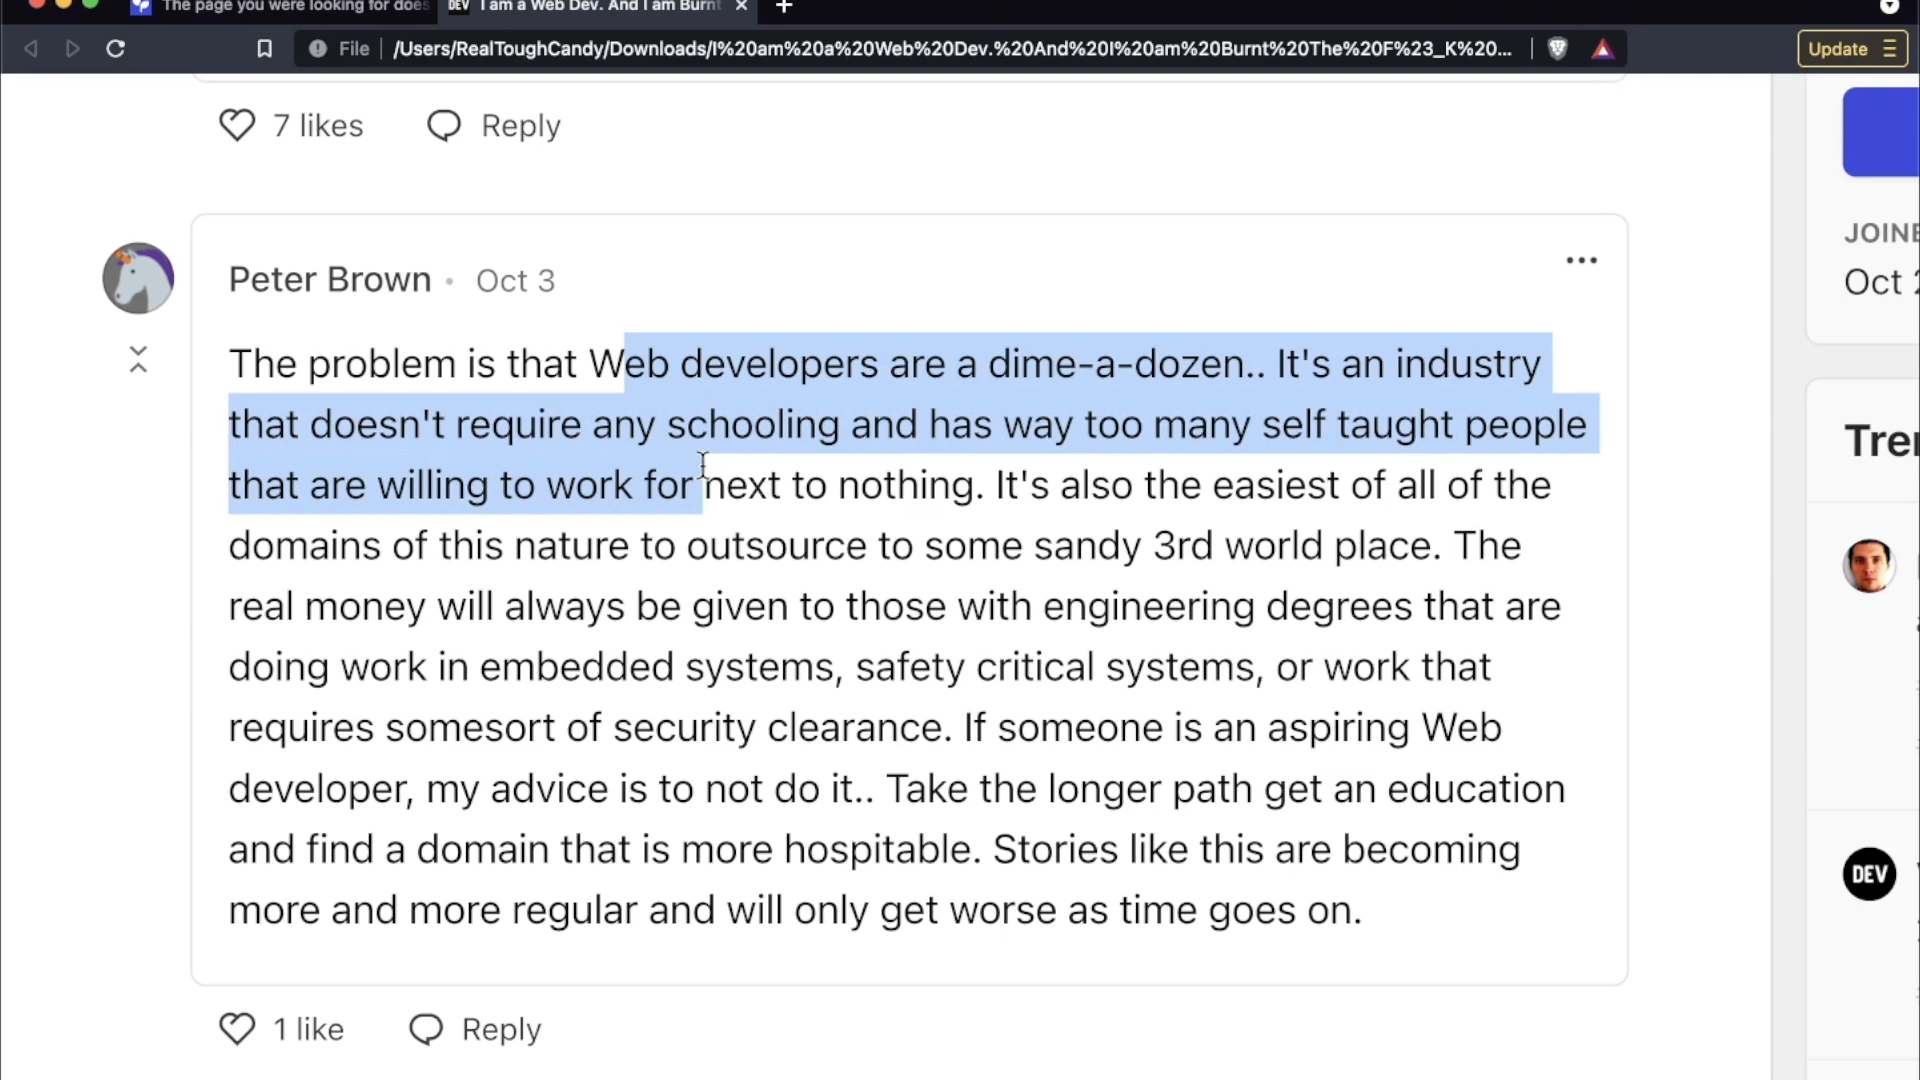 The page you were looking for does
DEV I am a Web Dev. And I am Burnt
File /Users/RealToughCandy/Downloads/I%20am%20a%20Web%20Dev.%20And%20I%20am%20Burnt%20The%20F%23_K%20...
Update
7 likes Reply
JOINE
Oct 2
Peter Brown • Oct 3
The problem is that Web developers are a dime-a-dozen.. It's an industry
that doesn't require any schooling and has way too many self taught people
that are willing to work for next to nothing. It's also the easiest of all of the
domains of this nature to outsource to some sandy 3rd world place. The
real money will always be given to those with engineering degrees that are
doing work in embedded systems, safety critical systems, or work that
requires somesort of security clearance. If someone is an aspiring Web
developer, my advice is to not do it.. Take the longer path get an education
and find a domain that is more hospitable. Stories like this are becoming
more and more regular and will only get worse as time goes on.
Tre
DEV
1 like Reply